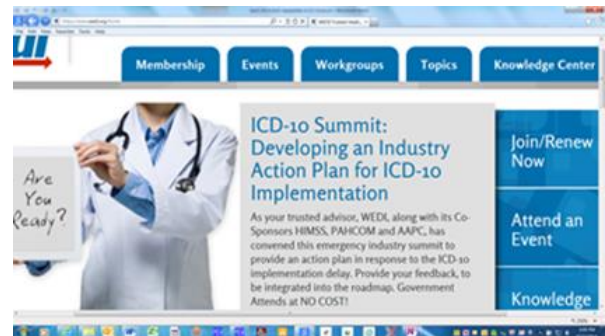 Membership
Events
Workgroups
Topics
Knowledge Center
Are
You
Ready?
ICD-10 Summit:
Developing an Industry
Action Plan for ICD-10
Implementation
As your trusted advisor, WEDI, along with its Co-
Sponsors HIMSS, PAHCOM and AAPC, has
convened this emergency industry summit to
provide an action plan in response to the ICD-10
implementation delay. Provide your feedback, to
be integrated into the roadmap. Government
Attends at NO COST!
Join/Renew
Now
Attend an
Event
Knowledge